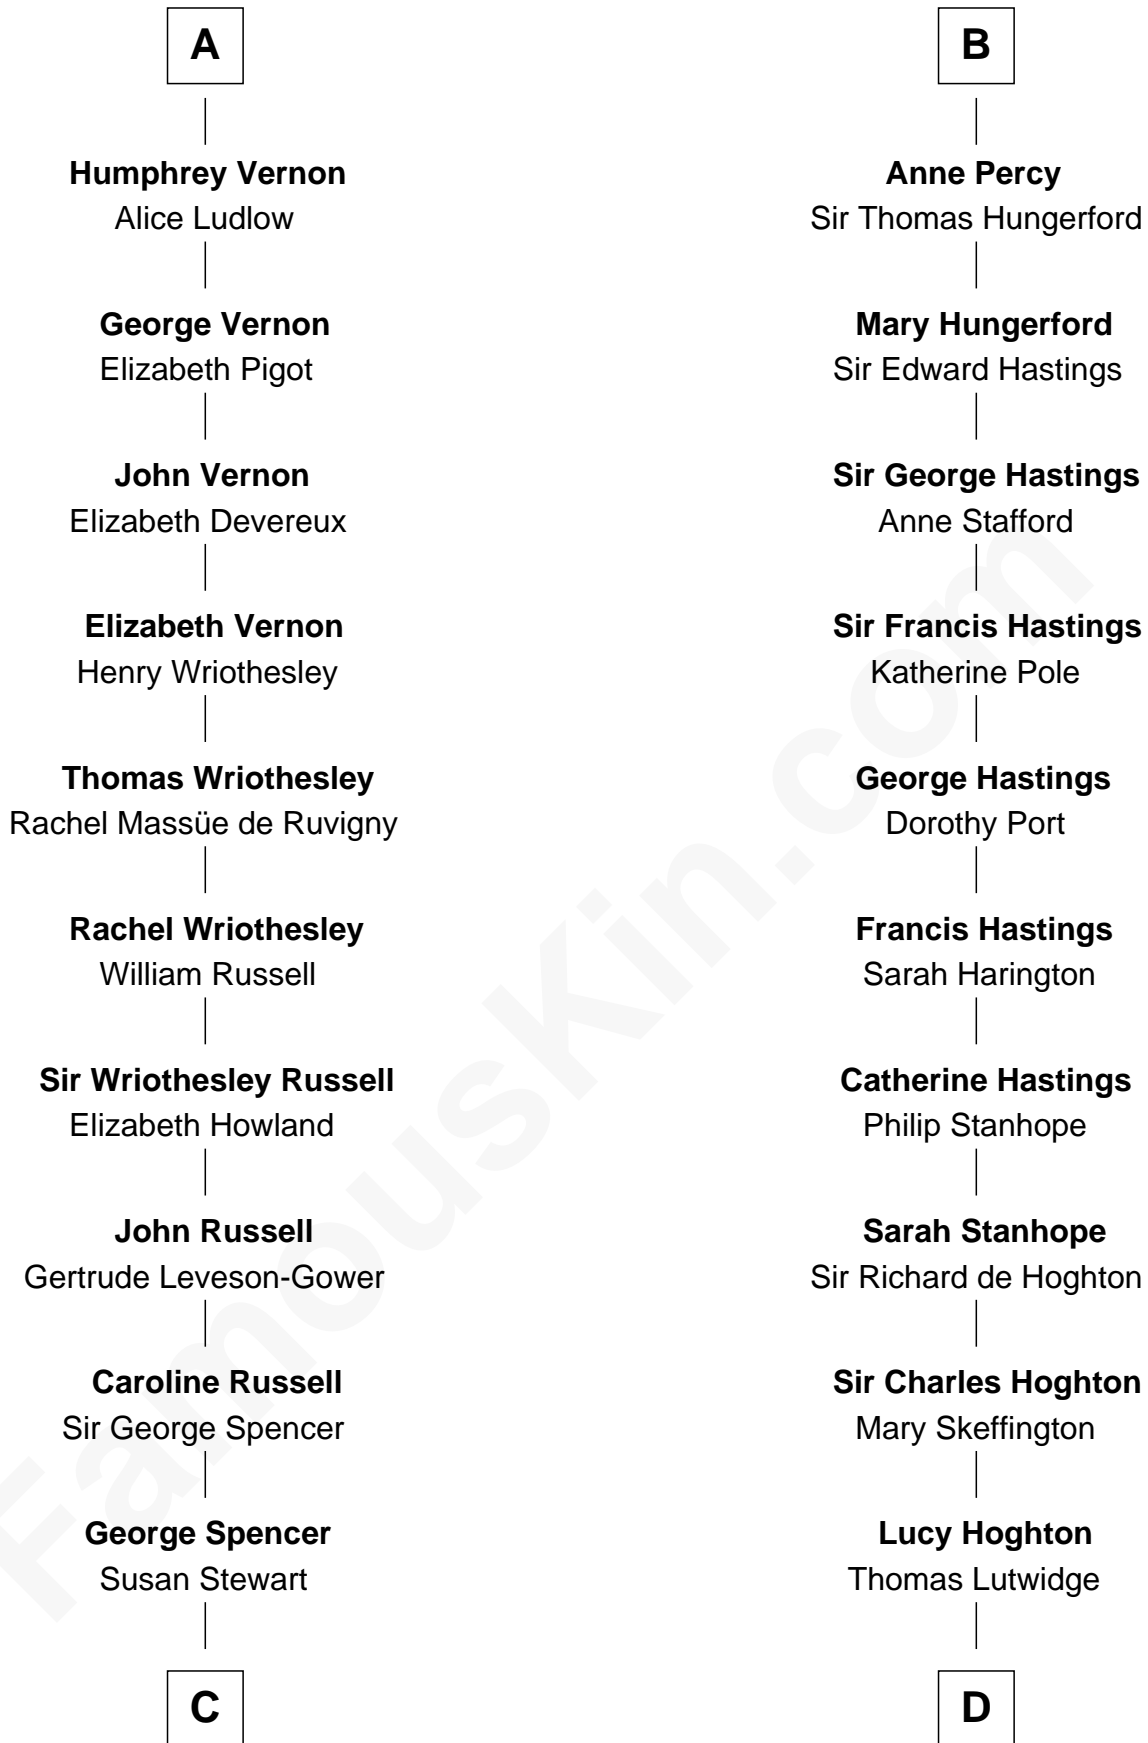 A
Humphrey Vernon
Alice Ludlow
George Vernon
Elizabeth Pigot
John Vernon
Elizabeth Devereux
Elizabeth Vernon
Henry Wriothesley
Thomas Wriothesley
Rachel Massüe de Ruvigny
Rachel Wriothesley
William Russell
Sir Wriothesley Russell
Elizabeth Howland
John Russell
Gertrude Leveson-Gower
Caroline Russell
Sir George Spencer
George Spencer
Susan Stewart
C
B
Anne Percy
Sir Thomas Hungerford
Mary Hungerford
Sir Edward Hastings
Sir George Hastings
Anne Stafford
Sir Francis Hastings
Katherine Pole
George Hastings
Dorothy Port
Francis Hastings
Sarah Harington
Catherine Hastings
Philip Stanhope
Sarah Stanhope
Sir Richard de Hoghton
Sir Charles Hoghton
Mary Skeffington
Lucy Hoghton
Thomas Lutwidge
D
FamousKin.com